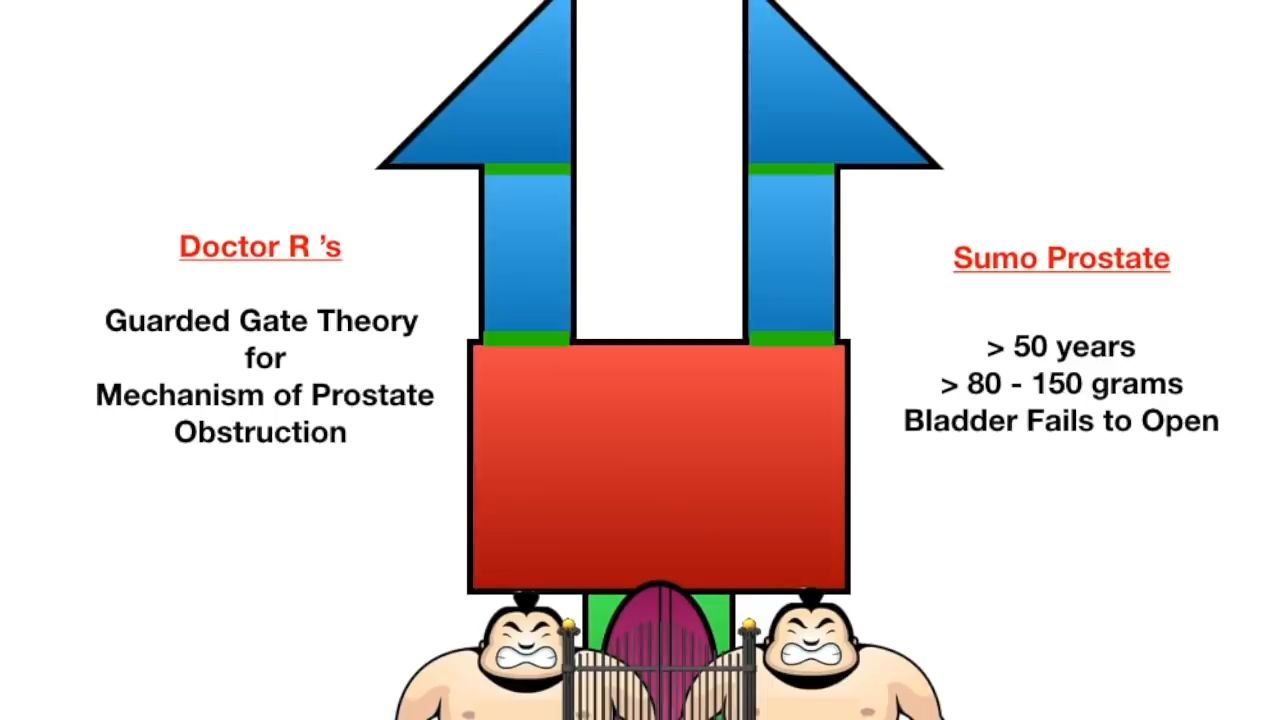 Doctor R ’s
Guarded Gate Theory
for
Mechanism of Prostate
Obstruction
Sumo Prostate
> 50 years
> 80 - 150 grams
Bladder Fails to Open